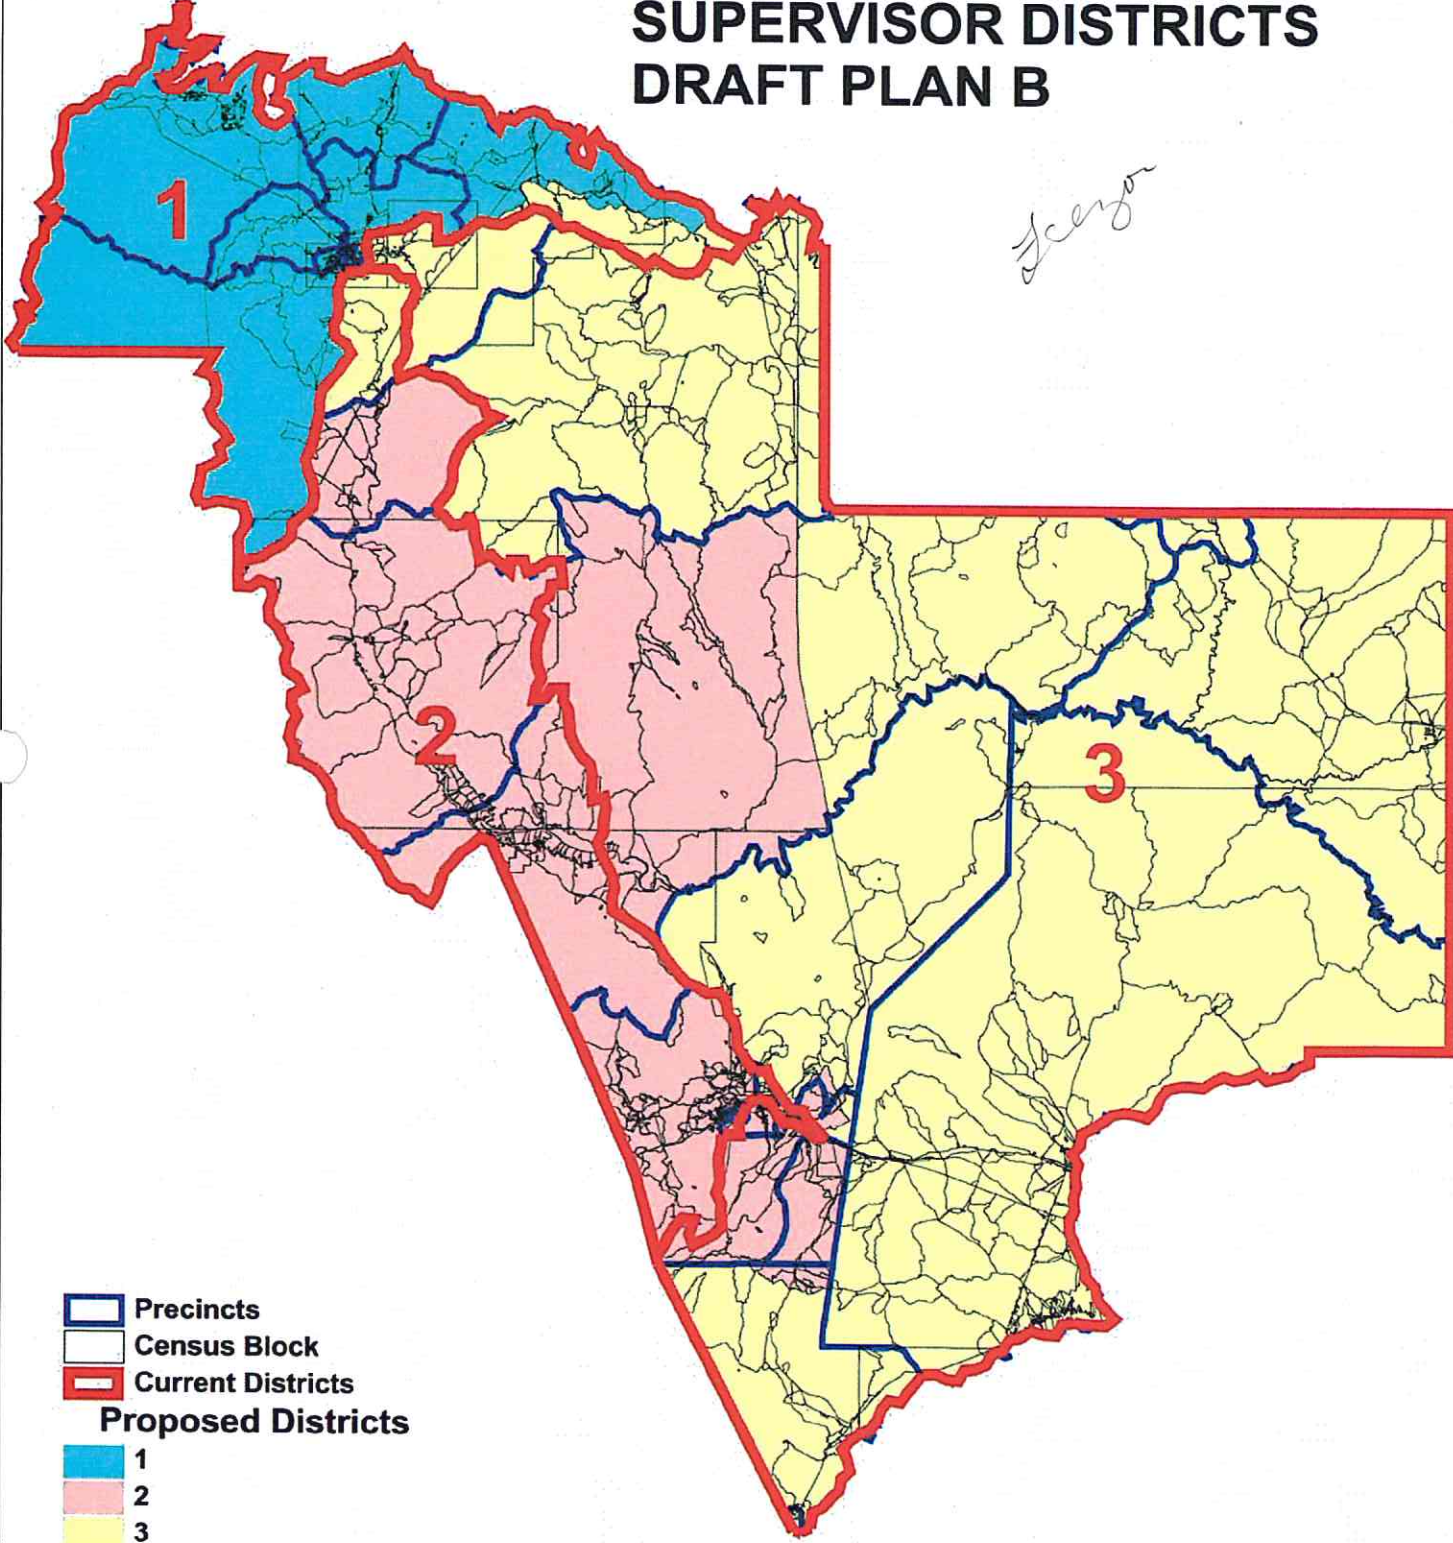 SUPERVISOR DISTRICTS
DRAFT PLAN B
1
2
3
Precincts
Census Block
Current Districts
Proposed Districts
1
2
3